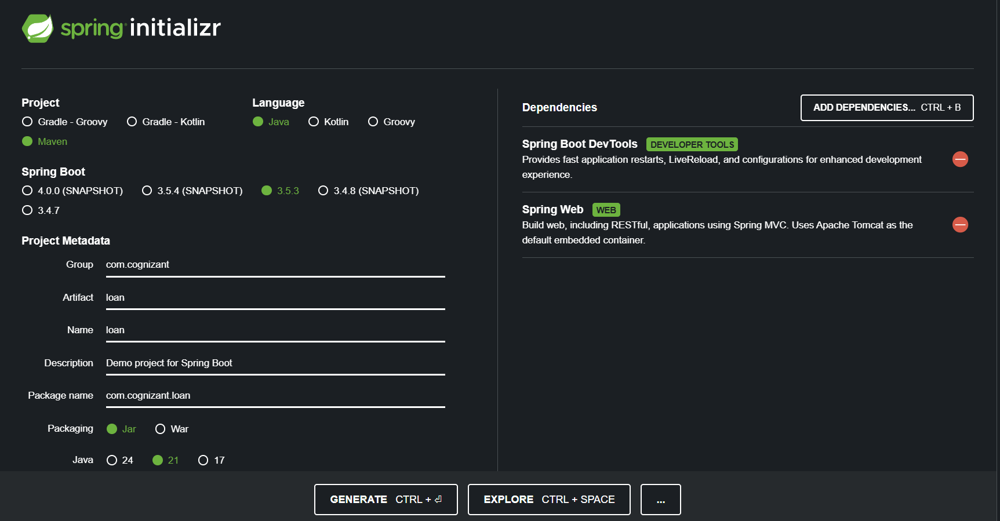 spring initializr
Project
Gradle - Groovy Gradle - Kotlin
Maven
Language
Java Kotlin Groovy
Spring Boot
4.0.0 (SNAPSHOT) 3.5.4 (SNAPSHOT) 3.5.3 3.4.8 (SNAPSHOT)
3.4.7
Project Metadata
Group com.cognizant
Artifact loan
Name loan
Description Demo project for Spring Boot
Package name com.cognizant.loan
Packaging Jar War
Java 24 21 17
Dependencies
ADD DEPENDENCIES... CTRL + B
Spring Boot DevTools DEVELOPER TOOLS
Provides fast application restarts, LiveReload, and configurations for enhanced development
experience.
Spring Web WEB
Build web, including RESTful, applications using Spring MVC. Uses Apache Tomcat as the
default embedded container.
GENERATE CTRL + ⏎
EXPLORE CTRL + SPACE
...